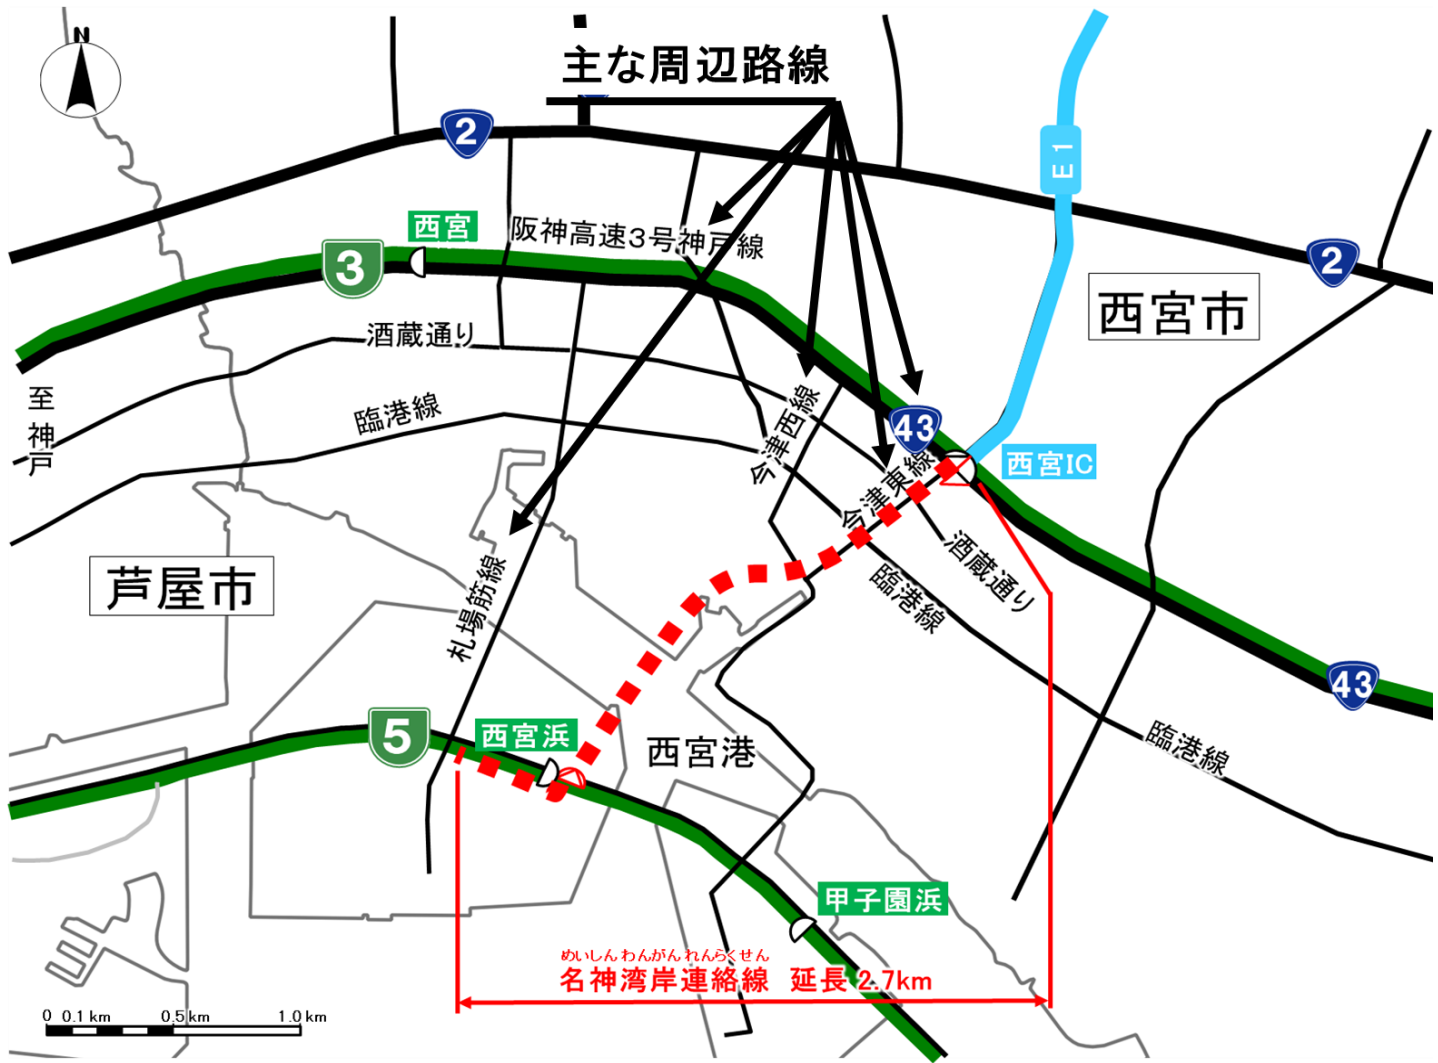 N
主な周辺路線
2
E1
西宮
阪神高速3号神戸線
3
2
西宮市
酒蔵通り
至
神戸
臨港線
今津西線
43
西宮IC
今津東線
酒蔵通り
臨港線
芦屋市
札場筋線
43
5
西宮浜
西宮港
臨港線
甲子園浜
めいしんわんがんれんらくせん
名神湾岸連絡線 延長 2.7km
0 0.1 km 0.5 km 1.0 km